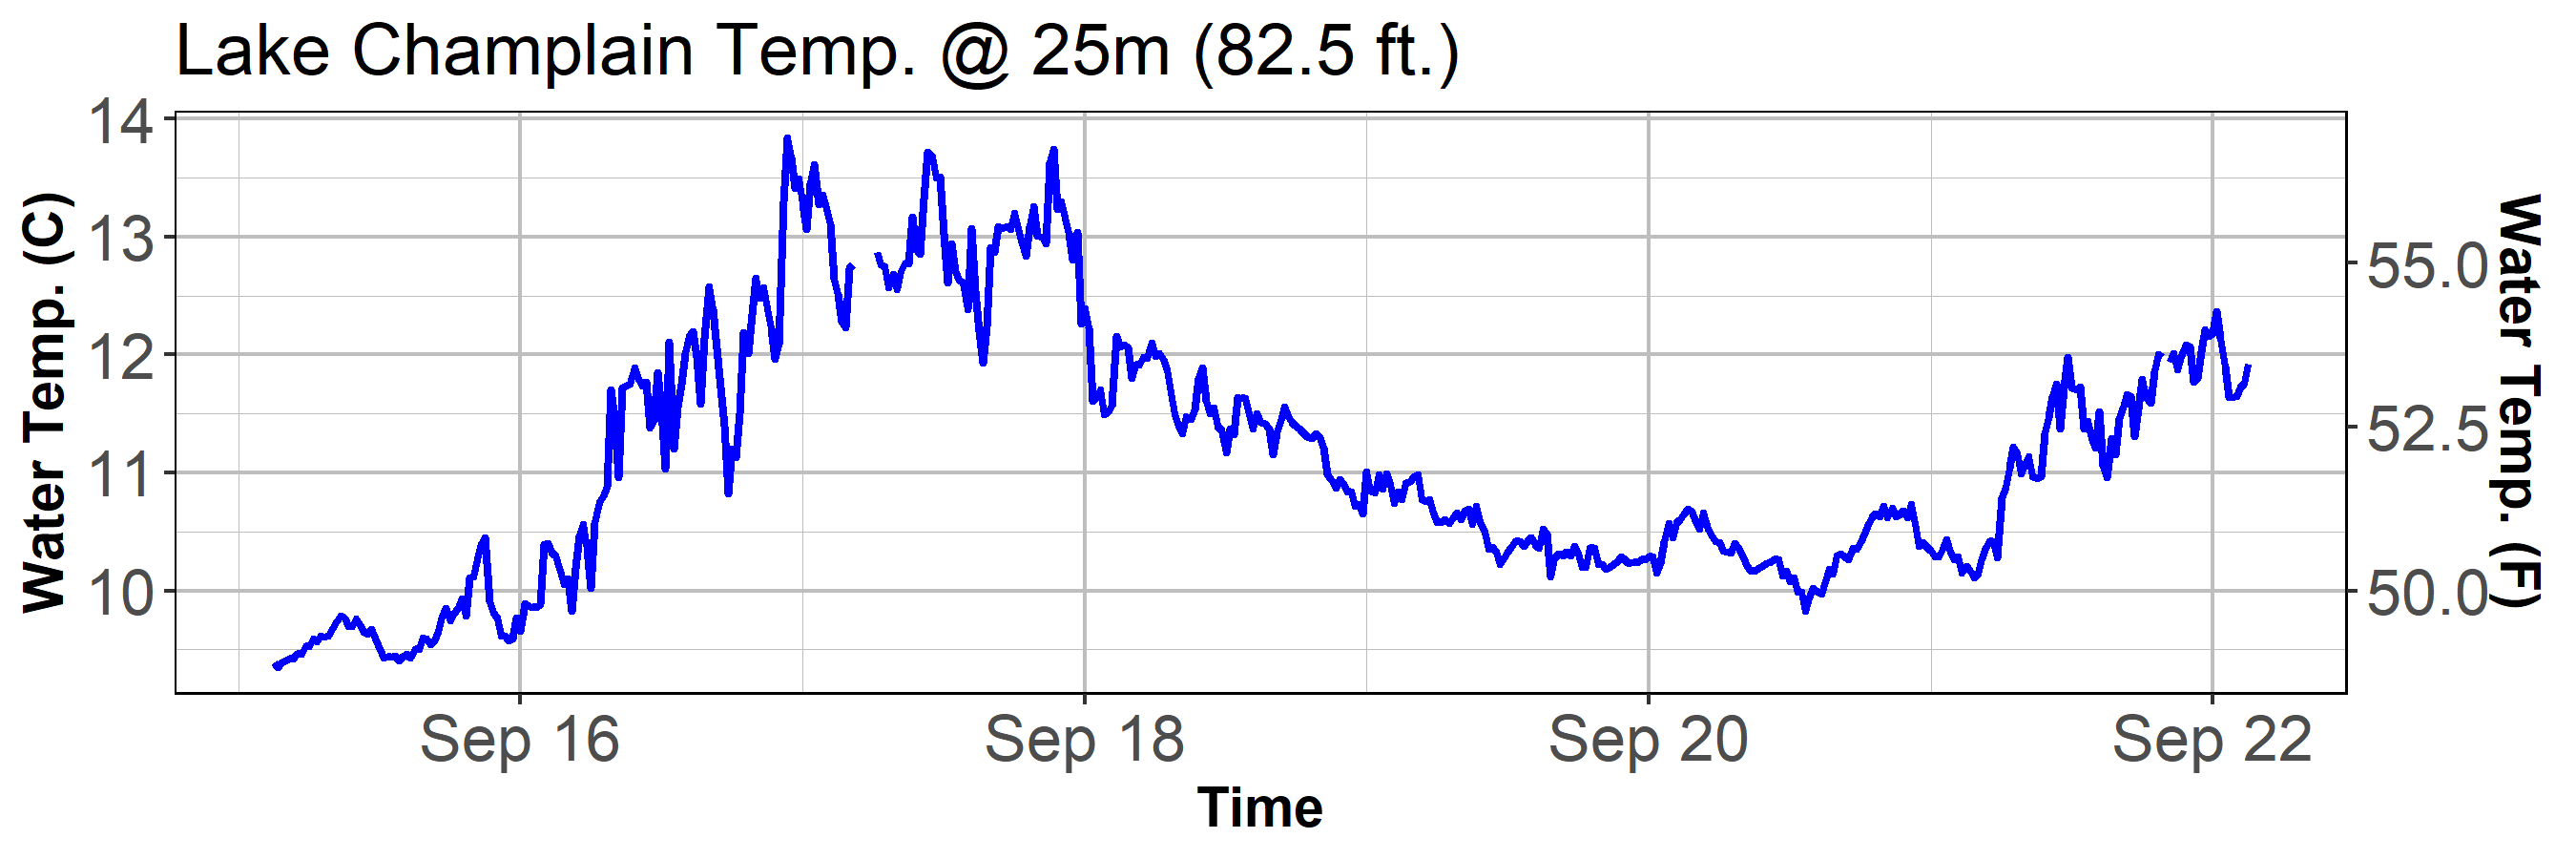 Lake Champlain Temp. @ 25m (82.5 ft.)
Water Temp. (C)
14
13
12
11
10
55.0
52.5
50.0
Water Temp. (F)
Sep 16 Sep 18 Sep 20 Sep 22
Time